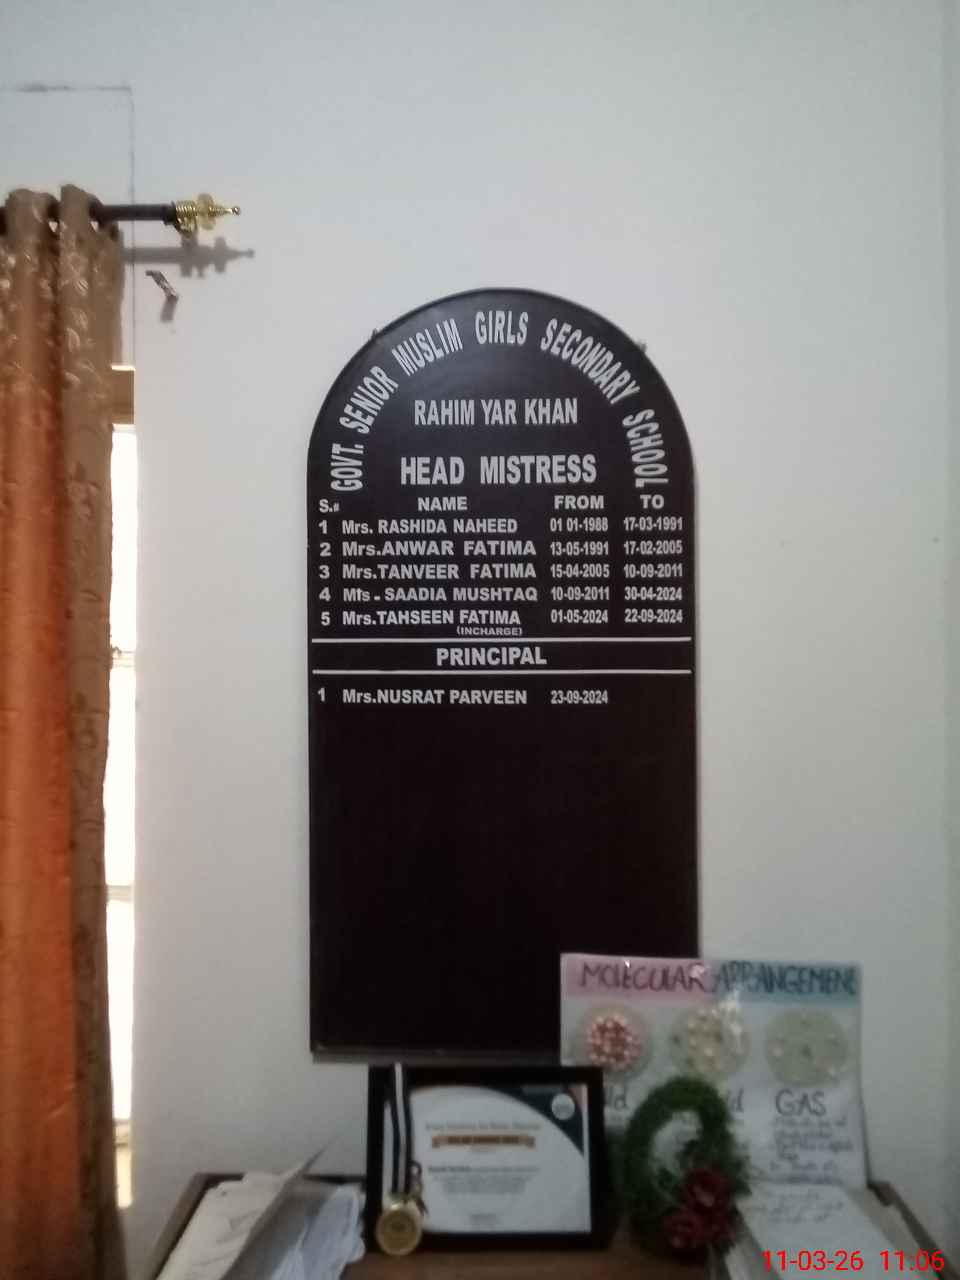 GOVT. SENIOR MUSLIM GIRLS SECONDARY SCHOOL
RAHIM YAR KHAN
HEAD MISTRESS
S.# NAME FROM TO
1 Mrs. RASHIDA NAHEED 01 01-1988 17-03-1991
2 Mrs.ANWAR FATIMA 13-05-1991 17-02-2005
3 Mrs.TANVEER FATIMA 15-04-2005 10-09-2011
4 Mis - SAADIA MUSHTAQ 10-09-2011 30-04-2024
5 Mrs.TAHSEEN FATIMA 01-05-2024 22-09-2024
(INCHARGE)
PRINCIPAL
1 Mrs.NUSRAT PARVEEN 23-09-2024
MOLECULAR ARRANGEMENT
GAS
11-03-26 11:06